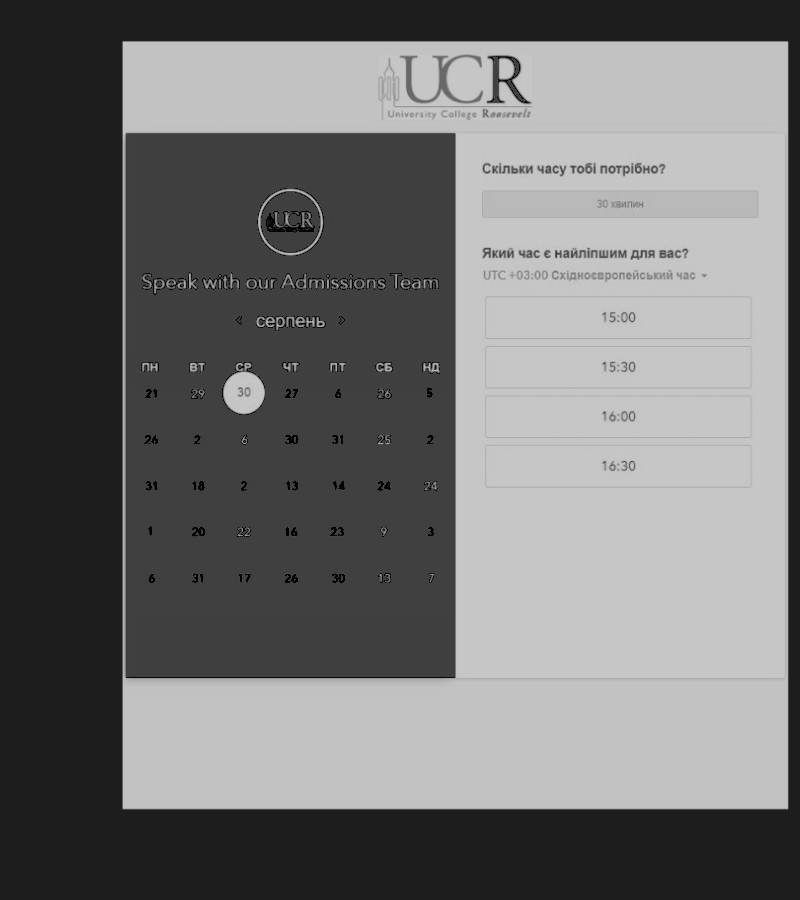 UCR
University College Roosevelt
UCR
Speak with our Admissions Team
< серпень >
ПН ВТ СР ЧТ ПТ СБ НД
21 29 30 27 6 26 5
26 2 6 30 31 25 2
31 18 2 13 14 24 24
1 20 22 16 23 9 3
6 31 17 26 30 13 7
Скільки часу тобі потрібно?
30 хвилин
Який час є найліпшим для вас?
UTC +03:00 Східноєвропейський час
15:00
15:30
16:00
16:30